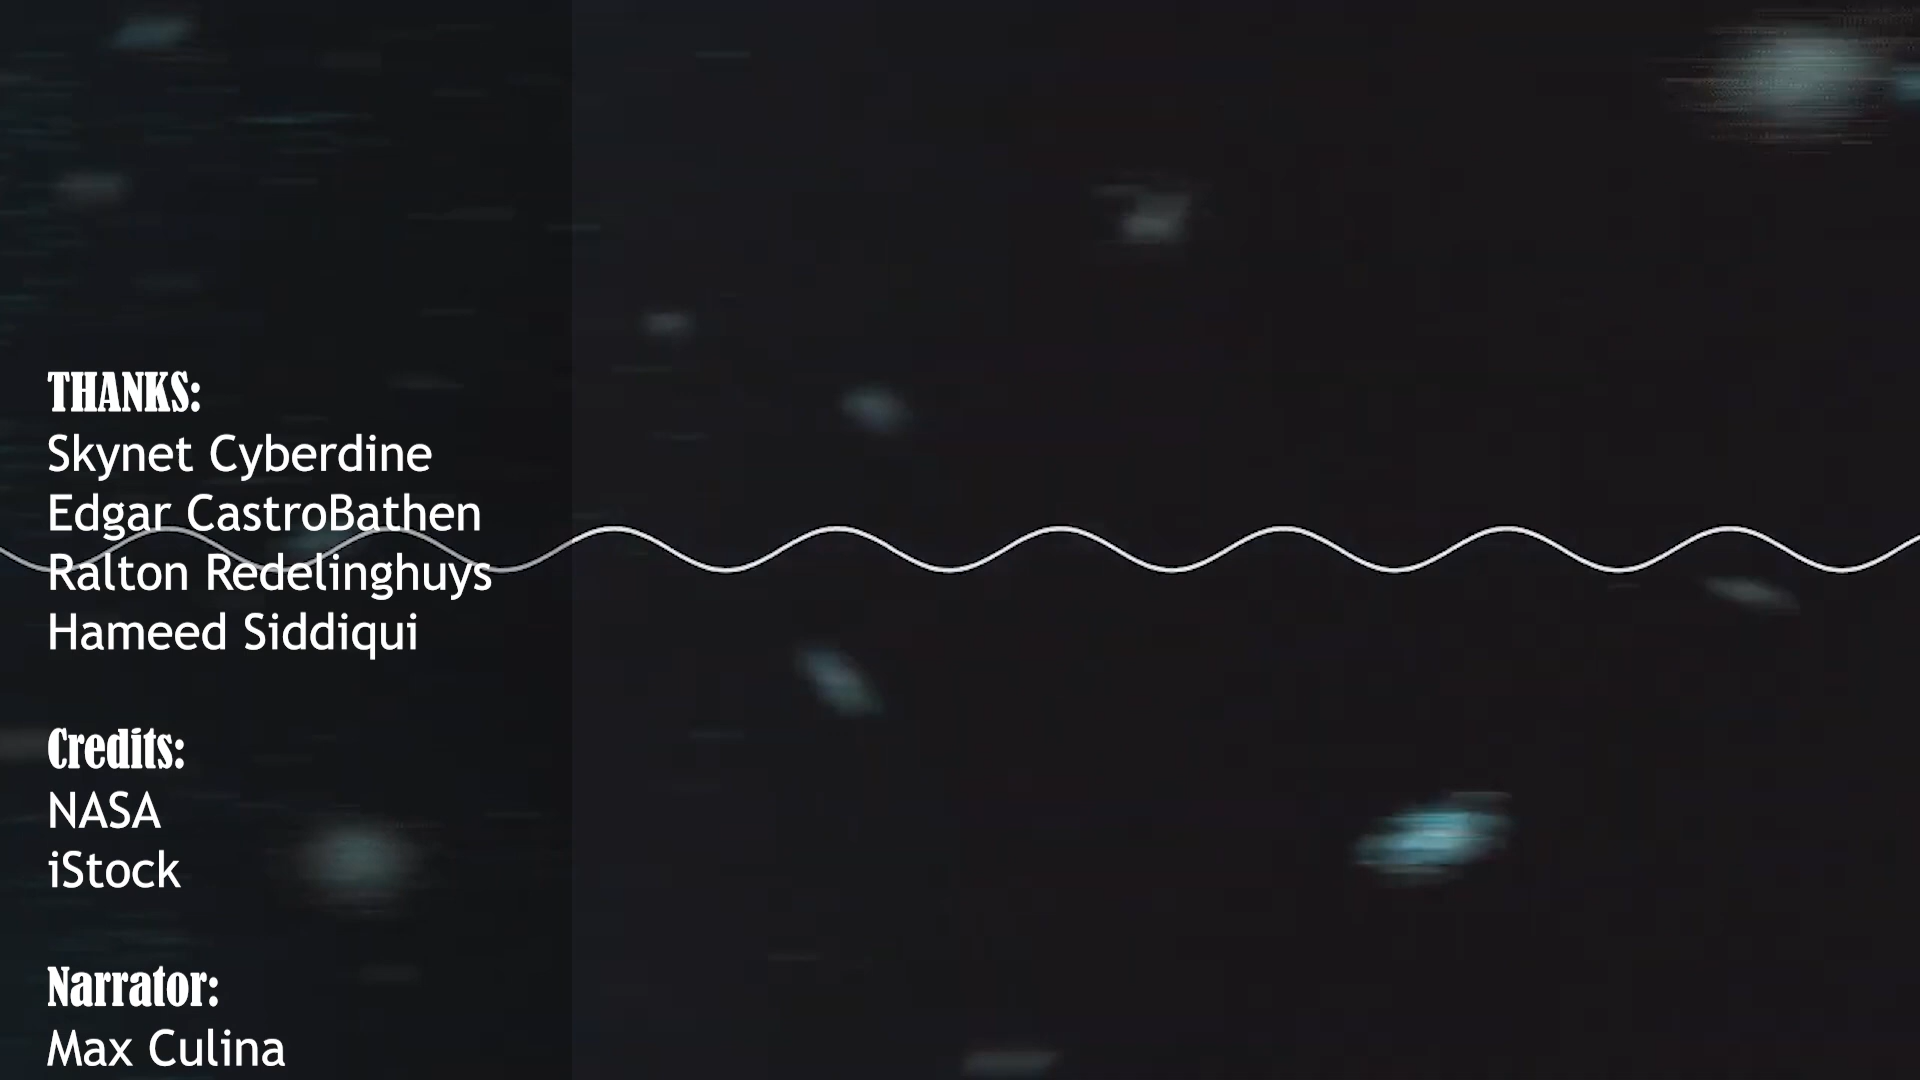 THANKS:
Skynet Cyberdine
Edgar CastroBathen
Ralton Redelinghuys
Hameed Siddiqui
Credits:
NASA
iStock
Narrator:
Max Culina